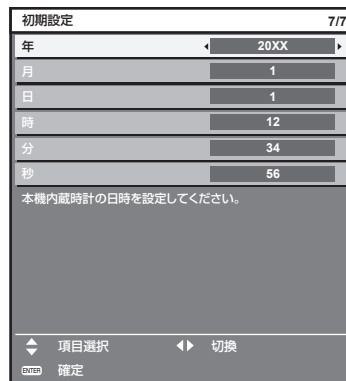 初期設定 7/7
年 20XX
月 1
日 1
時 12
分 34
秒 56
本機内蔵時計の日時を設定してください。
項目選択 切換
ENTER 確定